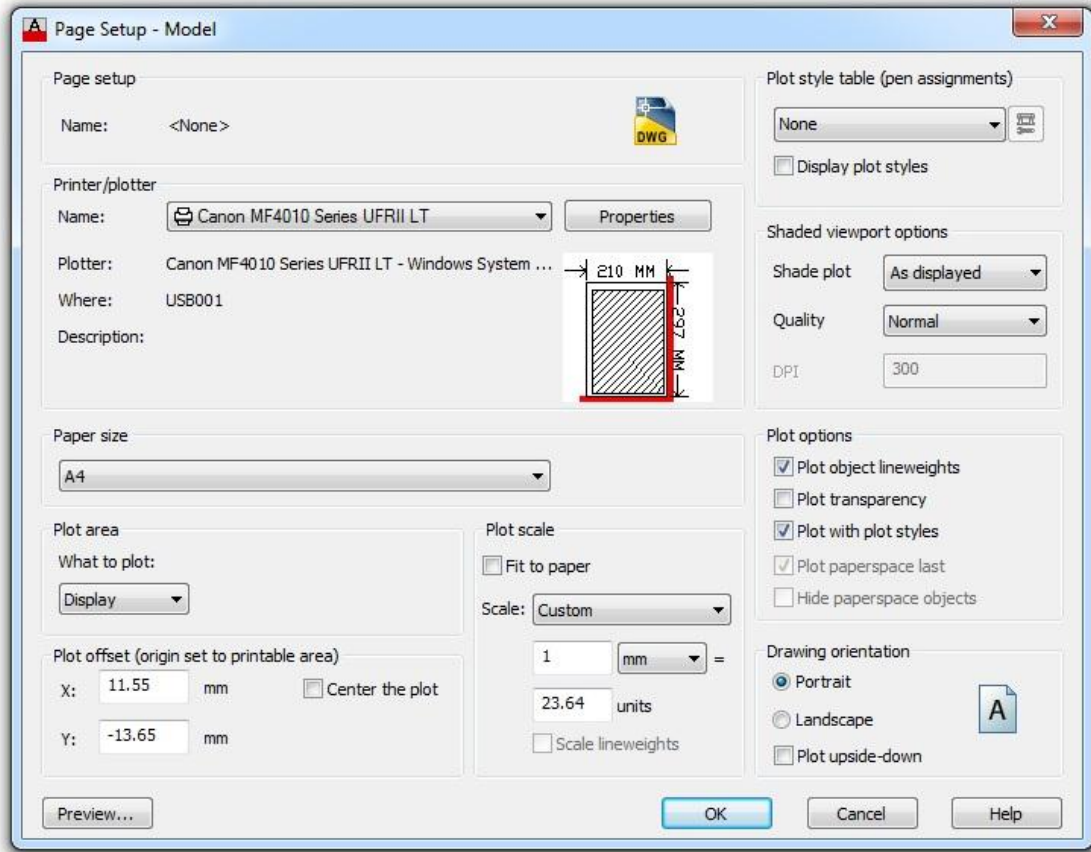 A Page Setup - Model
Page setup
Name: <None>
DWG
Printer/plotter
Name: Canon MF4010 Series UFRII LT Properties
Plotter: Canon MF4010 Series UFRII LT - Windows System ...
Where: USB001
Description:
210 MM
297 MM
Paper size
A4
Plot area
What to plot:
Display
Plot offset (origin set to printable area)
X: 11.55 mm Center the plot
Y: -13.65 mm
Plot scale
Fit to paper
Scale: Custom
1 mm =
23.64 units
Scale lineweights
Plot style table (pen assignments)
None
Display plot styles
Shaded viewport options
Shade plot As displayed
Quality Normal
DPI 300
Plot options
Plot object lineweights
Plot transparency
Plot with plot styles
Plot paperspace last
Hide paperspace objects
Drawing orientation
Portrait
Landscape
A
Plot upside-down
Preview... OK Cancel Help